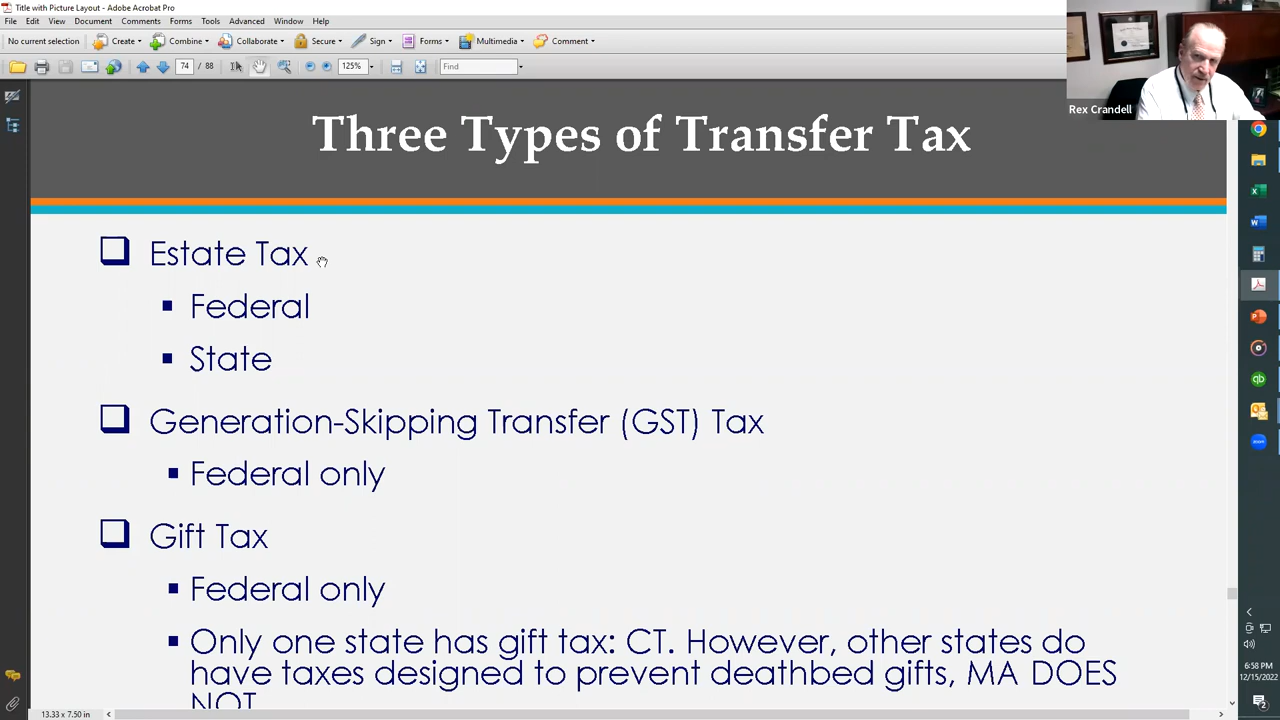 Title with Picture Layout - Adobe Acrobat Pro
File Edit View Document Comments Forms Tools Advanced Window Help
No current selection Create Combine Collaborate Secure Sign Forms Multimedia Comment
74 / 88 125% Find
Rex Crandell
Three Types of Transfer Tax
Estate Tax
Federal
State
Generation-Skipping Transfer (GST) Tax
Federal only
Gift Tax
Federal only
Only one state has gift tax: CT. However, other states do
have taxes designed to prevent deathbed gifts, MA DOES
NOT
13.33 x 7.50 in
6:58 PM
12/15/2022